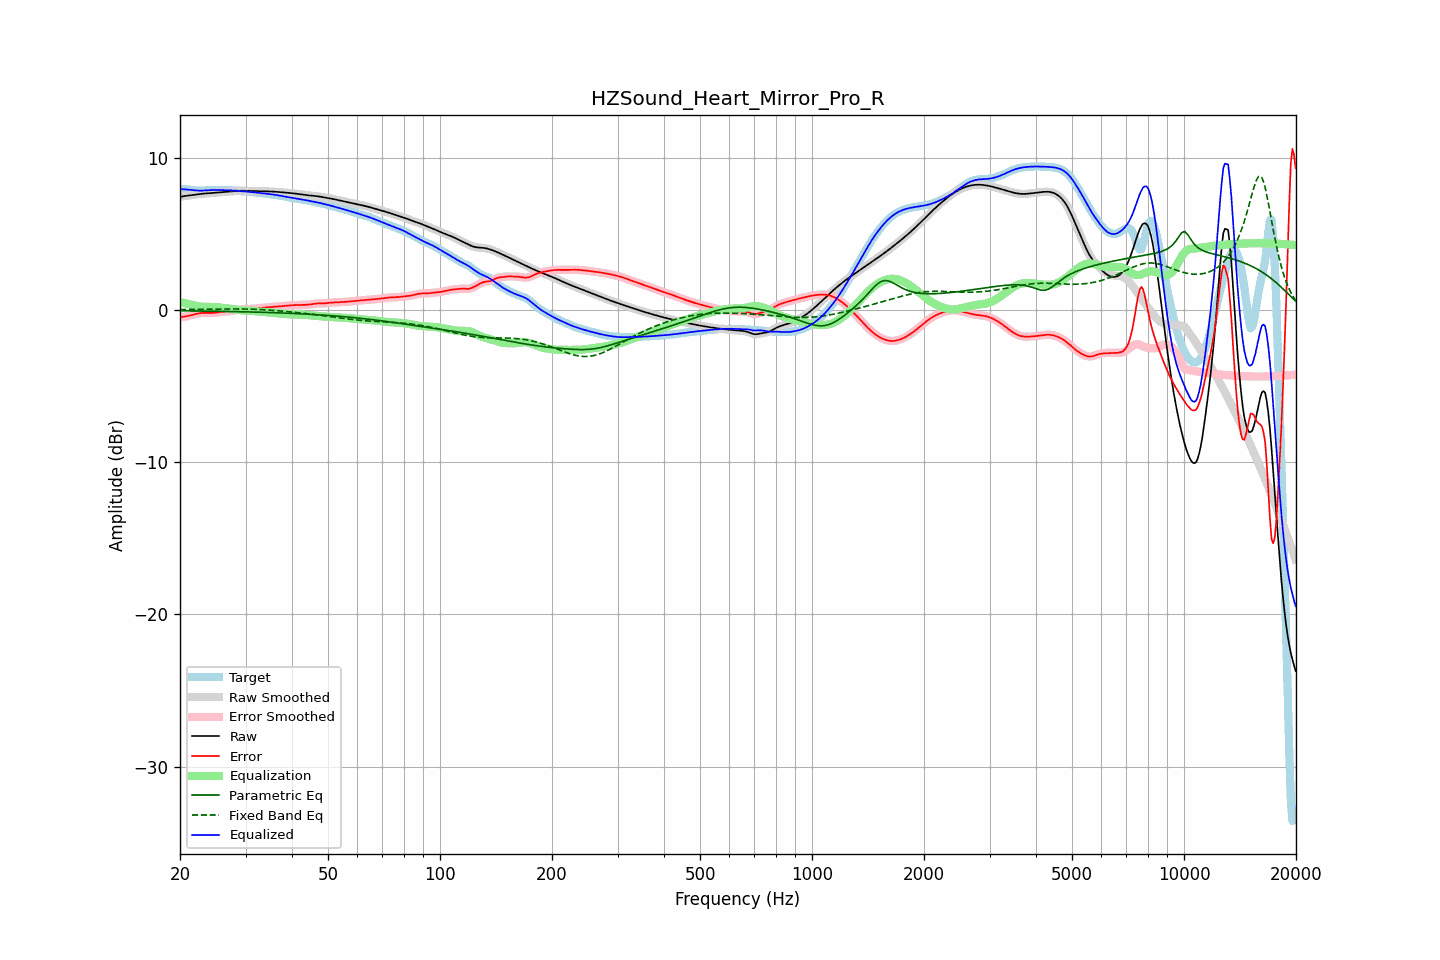 HZSound_Heart_Mirror_Pro_R
10
0
−10
−20
−30
Amplitude (dBr)
Target
Raw Smoothed
Error Smoothed
Raw
Error
Equalization
Parametric Eq
Fixed Band Eq
Equalized
20 50 100 200 500 1000 2000 5000 10000 20000
Frequency (Hz)